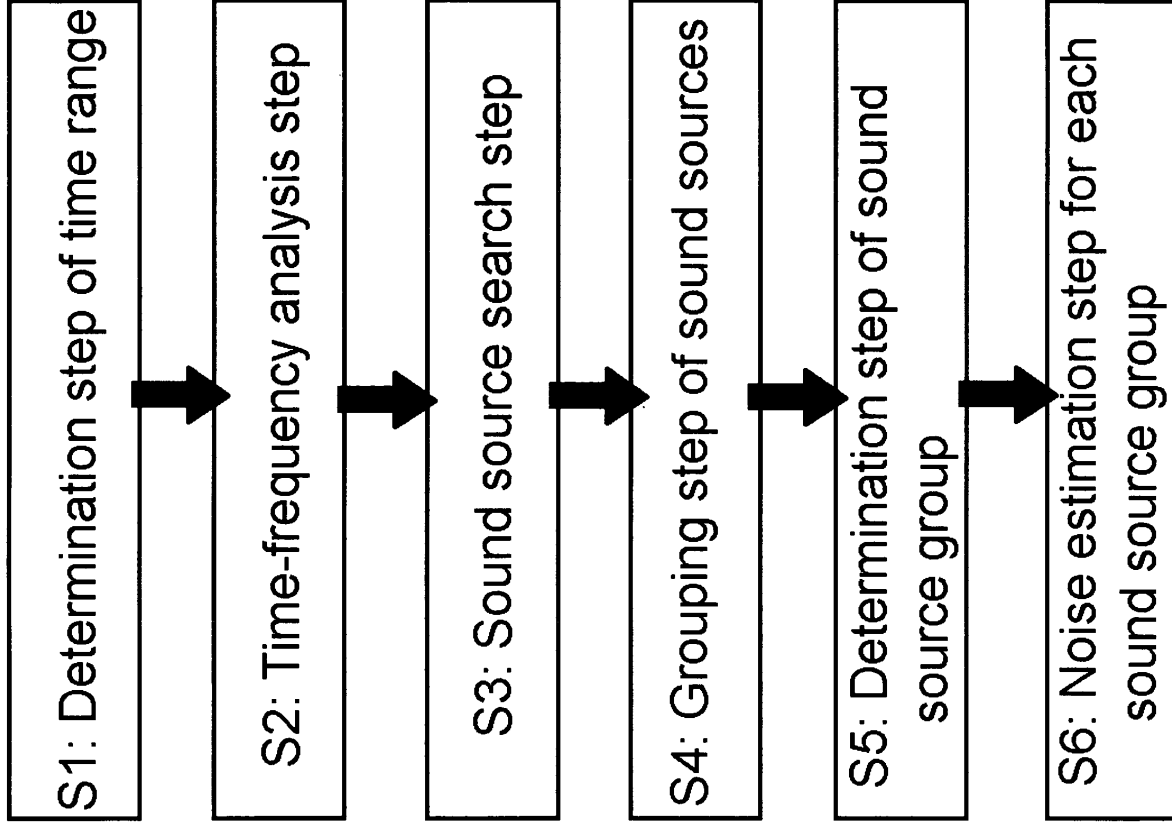 S1: Determination step of time range
S2: Time-frequency analysis step
S3: Sound source search step
S4: Grouping step of sound sources
S5: Determination step of sound
source group
S6: Noise estimation step for each
sound source group